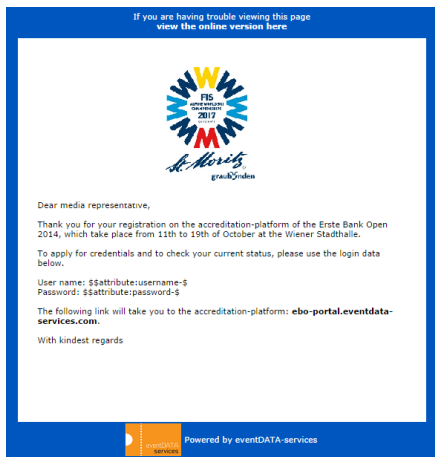 If you are having trouble viewing this page
view the online version here
FIS
ALPINE WORLD SKI
CHAMPIONSHIPS
2017
St. Moritz
graubünden
Dear media representative,
Thank you for your registration on the accreditation-platform of the Erste Bank Open
2014, which take place from 11th to 19th of October at the Wiener Stadthalle.
To apply for credentials and to check your current status, please use the login data
below.
User name: $$attribute:username-$
Password: $$attribute:password-$
The following link will take you to the accreditation-platform: ebo-portal.eventdata-
services.com.
With kindest regards
eventDATA
services
Powered by eventDATA-services